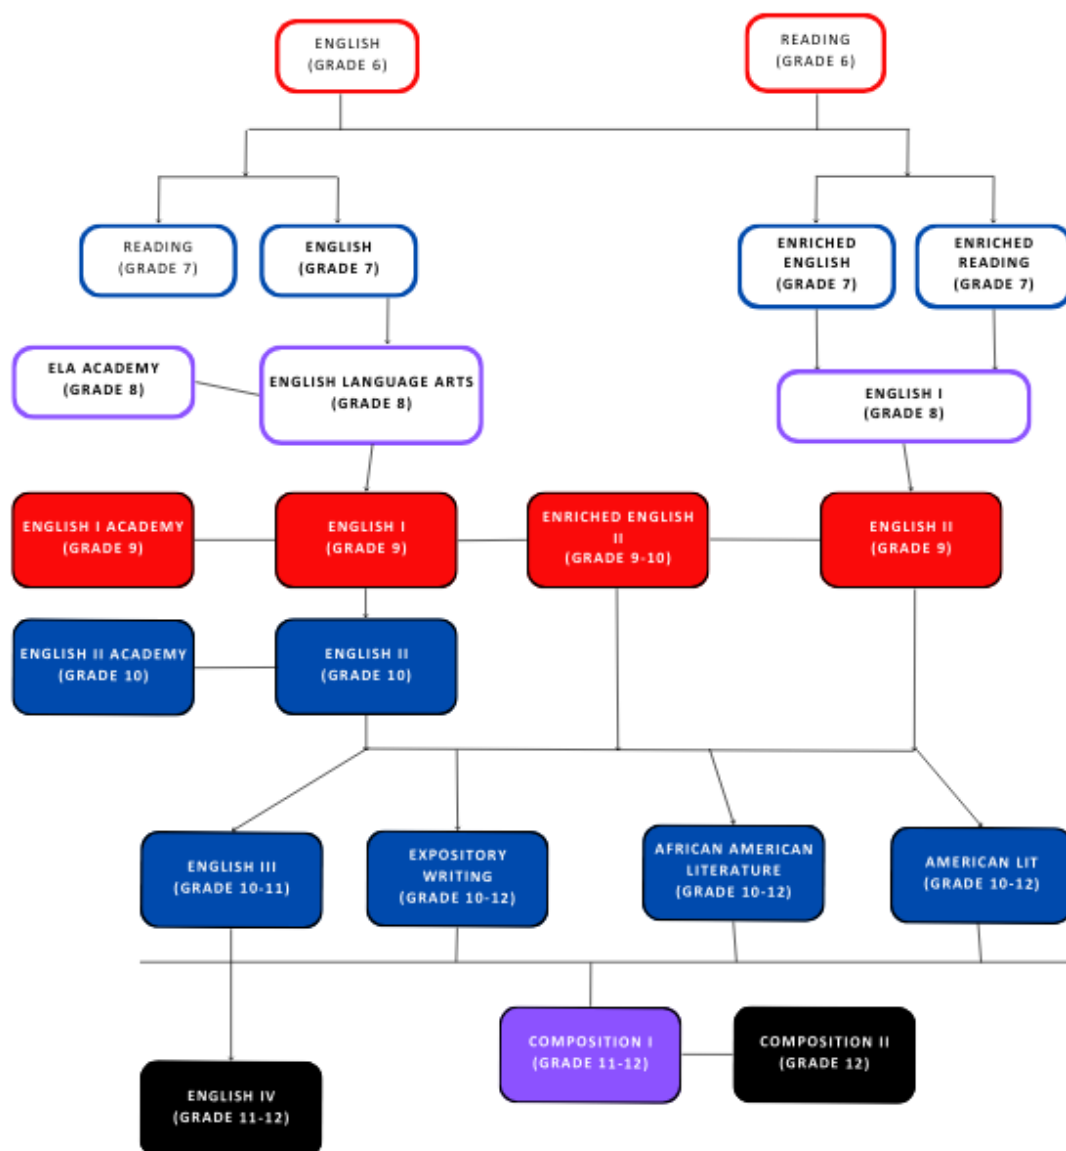 ENGLISH
(GRADE 6)
READING
(GRADE 6)
READING
(GRADE 7)
ENGLISH
(GRADE 7)
ENRICHED
ENGLISH
(GRADE 7)
ENRICHED
READING
(GRADE 7)
ELA ACADEMY
(GRADE 8)
ENGLISH LANGUAGE ARTS
(GRADE 8)
ENGLISH I
(GRADE 8)
ENGLISH I ACADEMY
(GRADE 9)
ENGLISH I
(GRADE 9)
ENRICHED ENGLISH
II
(GRADE 9-10)
ENGLISH II
(GRADE 9)
ENGLISH II ACADEMY
(GRADE 10)
ENGLISH II
(GRADE 10)
ENGLISH III
(GRADE 10-11)
EXPOSITORY
WRITING
(GRADE 10-12)
AFRICAN AMERICAN
LITERATURE
(GRADE 10-12)
AMERICAN LIT
(GRADE 10-12)
COMPOSITION I
(GRADE 11-12)
COMPOSITION II
(GRADE 12)
ENGLISH IV
(GRADE 11-12)